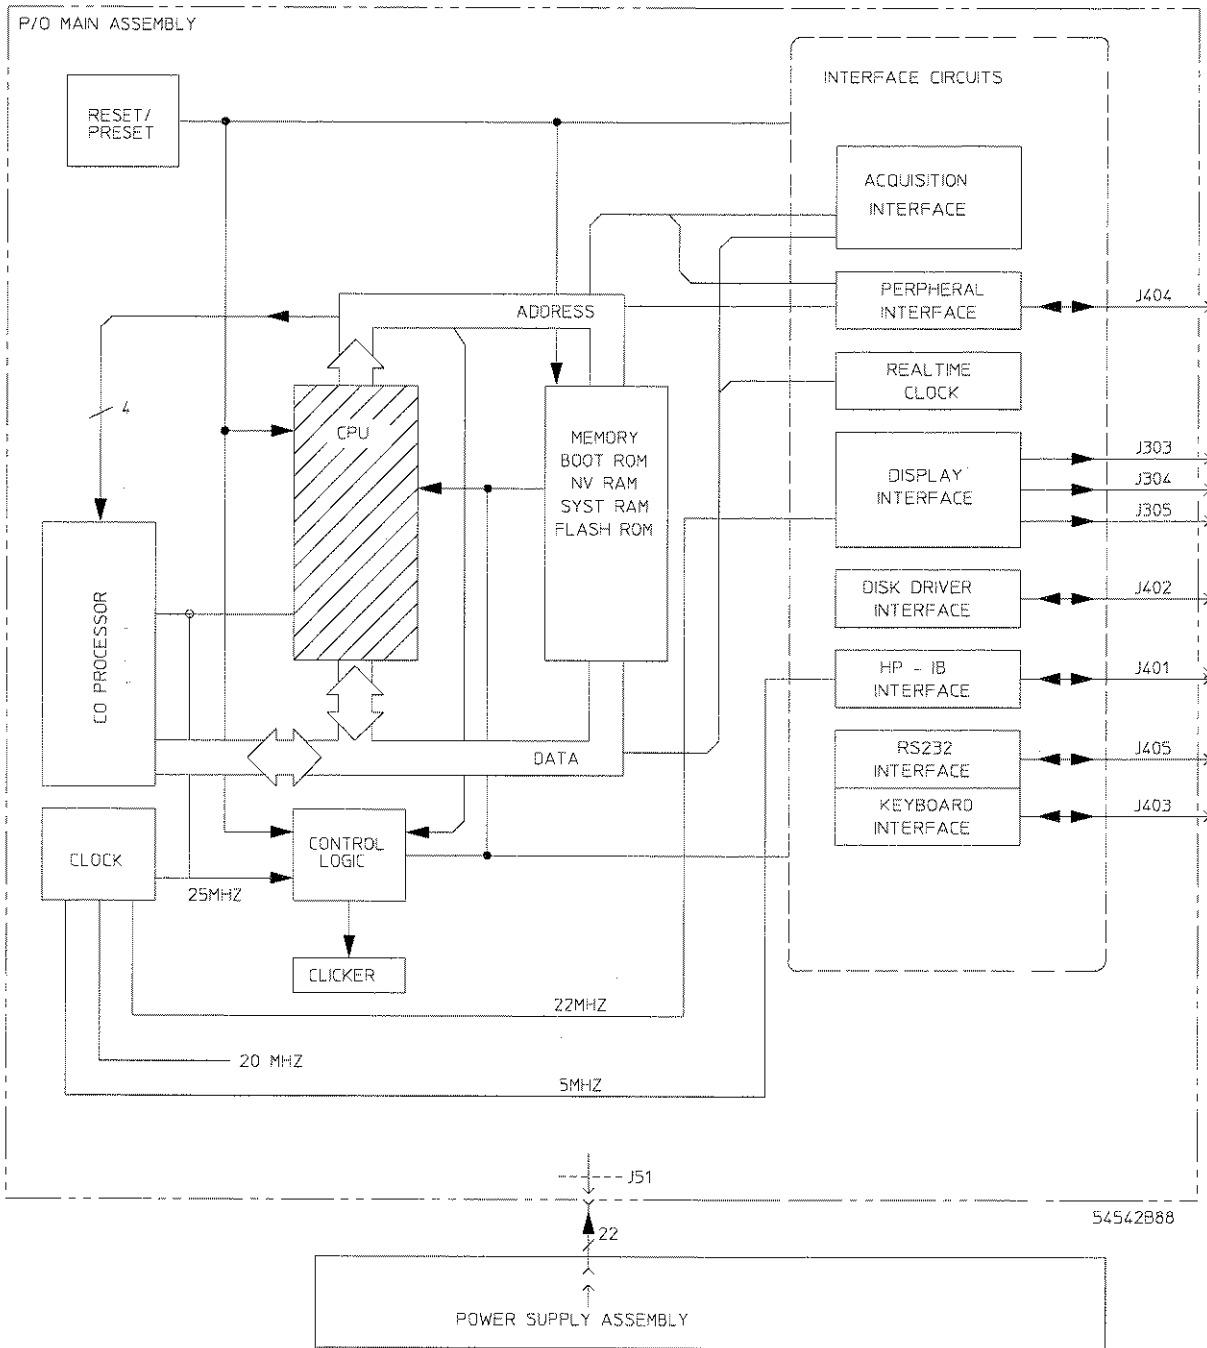 P/O MAIN ASSEMBLY
INTERFACE CIRCUITS
RESET/
PRESET
ACQUISITION
INTERFACE
PERPHERAL
INTERFACE
J404
ADDRESS
REALTIME
CLOCK
4
CPU
MEMORY
BOOT ROM
NV RAM
SYST RAM
FLASH ROM
DISPLAY
INTERFACE
J303
J304
J305
CO PROCESSOR
DISK DRIVER
INTERFACE
J402
HP - IB
INTERFACE
J401
DATA
RS232
INTERFACE
J405
KEYBOARD
INTERFACE
J403
CLOCK
25MHZ
CONTROL
LOGIC
CLICKER
22MHZ
20 MHZ
5MHZ
J51
54542B88
22
POWER SUPPLY ASSEMBLY